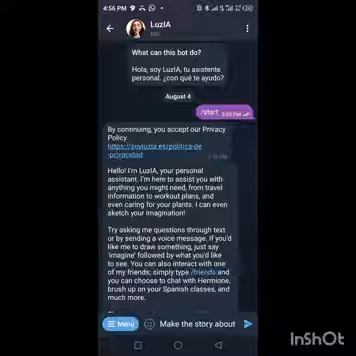 4:56 PM
LuzIA
bot
What can this bot do?
Hola, soy LuzIA, tu asistente
personal. ¿con qué te ayudo?
August 4
/start 3:55 PM
By continuing, you accept our Privacy
Policy
https://soyluzia.es/politica-de
-privacidad
Hello! I'm LuzIA, your personal
assistant. I'm here to assist you with
anything you might need, from travel
information to workout plans, and
even caring for your plants. I can even
sketch your imagination!
Try asking me questions through text
or by sending a voice message. If you'd
like me to draw something, just say
'imagine' followed by what you'd like
to see. You can also interact with one
of my friends; simply type /friends and
you can choose to chat with Hermione,
brush up on your Spanish classes, and
much more.
Menu
Make the story about
InShOt